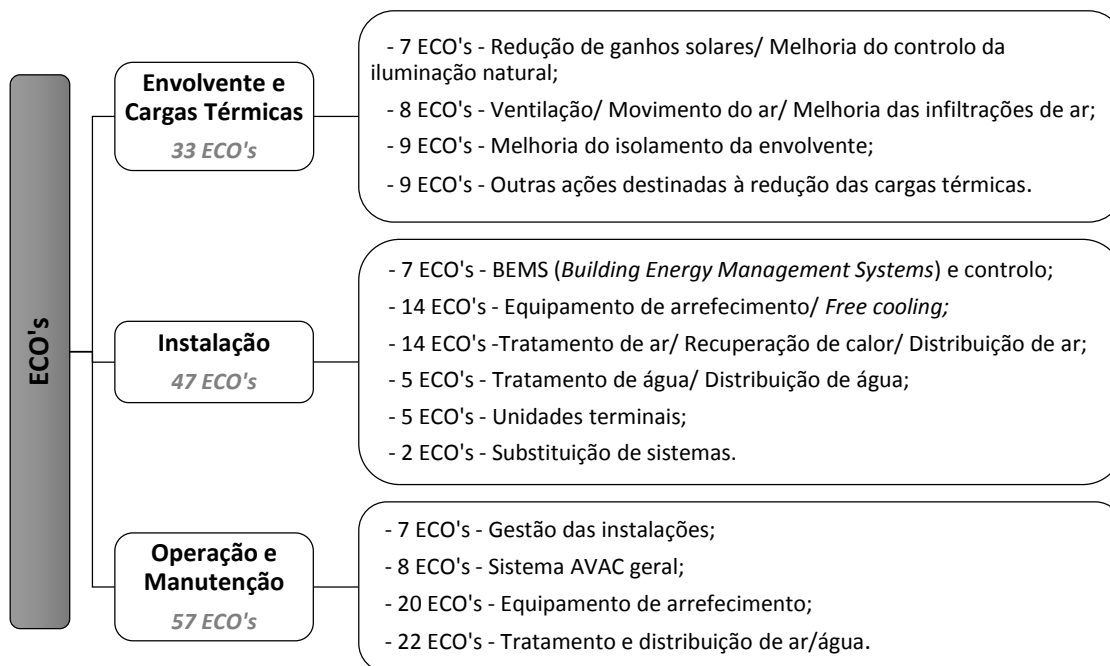 ECO's
Envolvente e
Cargas Térmicas
33 ECO's
- 7 ECO's - Redução de ganhos solares/ Melhoria do controlo da
iluminação natural;
- 8 ECO's - Ventilação/ Movimento do ar/ Melhoria das infiltrações de ar;
- 9 ECO's - Melhoria do isolamento da envolvente;
- 9 ECO's - Outras ações destinadas à redução das cargas térmicas.
Instalação
47 ECO's
- 7 ECO's - BEMS (Building Energy Management Systems) e controlo;
- 14 ECO's - Equipamento de arrefecimento/ Free cooling;
- 14 ECO's -Tratamento de ar/ Recuperação de calor/ Distribuição de ar;
- 5 ECO's - Tratamento de água/ Distribuição de água;
- 5 ECO's - Unidades terminais;
- 2 ECO's - Substituição de sistemas.
Operação e
Manutenção
57 ECO's
- 7 ECO's - Gestão das instalações;
- 8 ECO's - Sistema AVAC geral;
- 20 ECO's - Equipamento de arrefecimento;
- 22 ECO's - Tratamento e distribuição de ar/água.